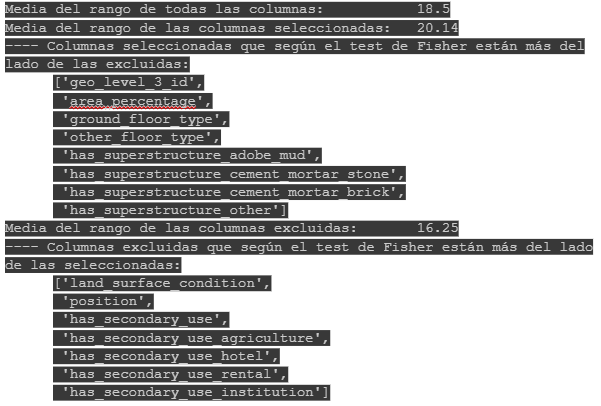 Media del rango de todas las columnas: 18.5
Media del rango de las columnas seleccionadas: 20.14
---- Columnas seleccionadas que según el test de Fisher están más del
lado de las excluidas:
['geo_level_3_id',
'area_percentage',
'ground_floor_type',
'other_floor_type',
'has_superstructure_adobe_mud',
'has_superstructure_cement_mortar_stone',
'has_superstructure_cement_mortar_brick',
'has_superstructure_other']
Media del rango de las columnas excluidas: 16.25
---- Columnas excluidas que según el test de Fisher están más del lado
de las seleccionadas:
['land_surface_condition',
'position',
'has_secondary_use',
'has_secondary_use_agriculture',
'has_secondary_use_hotel',
'has_secondary_use_rental',
'has_secondary_use_institution']